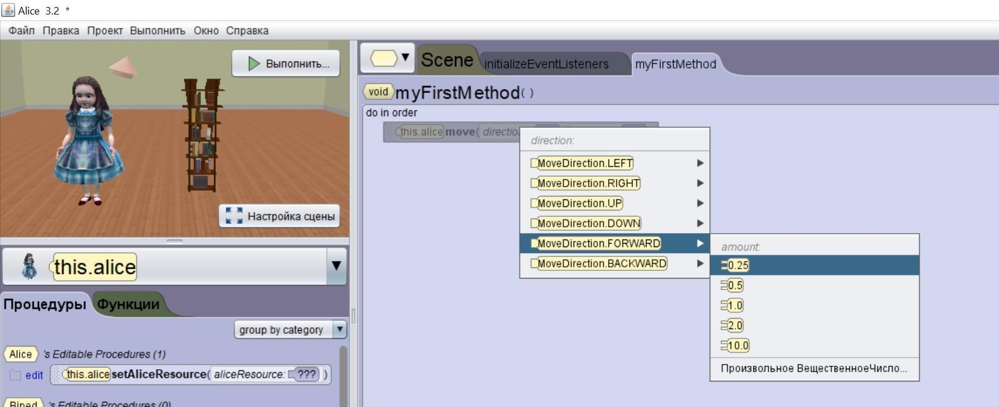 Alice 3.2 *
Файл Правка Проект Выполнить Окно Справка
Выполнить...
Настройка сцены
this.alice
Процедуры Функции
group by category
Alice 's Editable Procedures (1)
edit this.alice setAliceResource( aliceResource: ??? )
Biped 's Editable Procedures (0)
Scene initializeEventListeners myFirstMethod
void myFirstMethod ( )
do in order
this.alice move( directio
direction:
MoveDirection.LEFT
MoveDirection.RIGHT
MoveDirection.UP
MoveDirection.DOWN
MoveDirection.FORWARD
MoveDirection.BACKWARD
amount:
0.25
0.5
1.0
2.0
10.0
Произвольное ВещественноеЧисло...